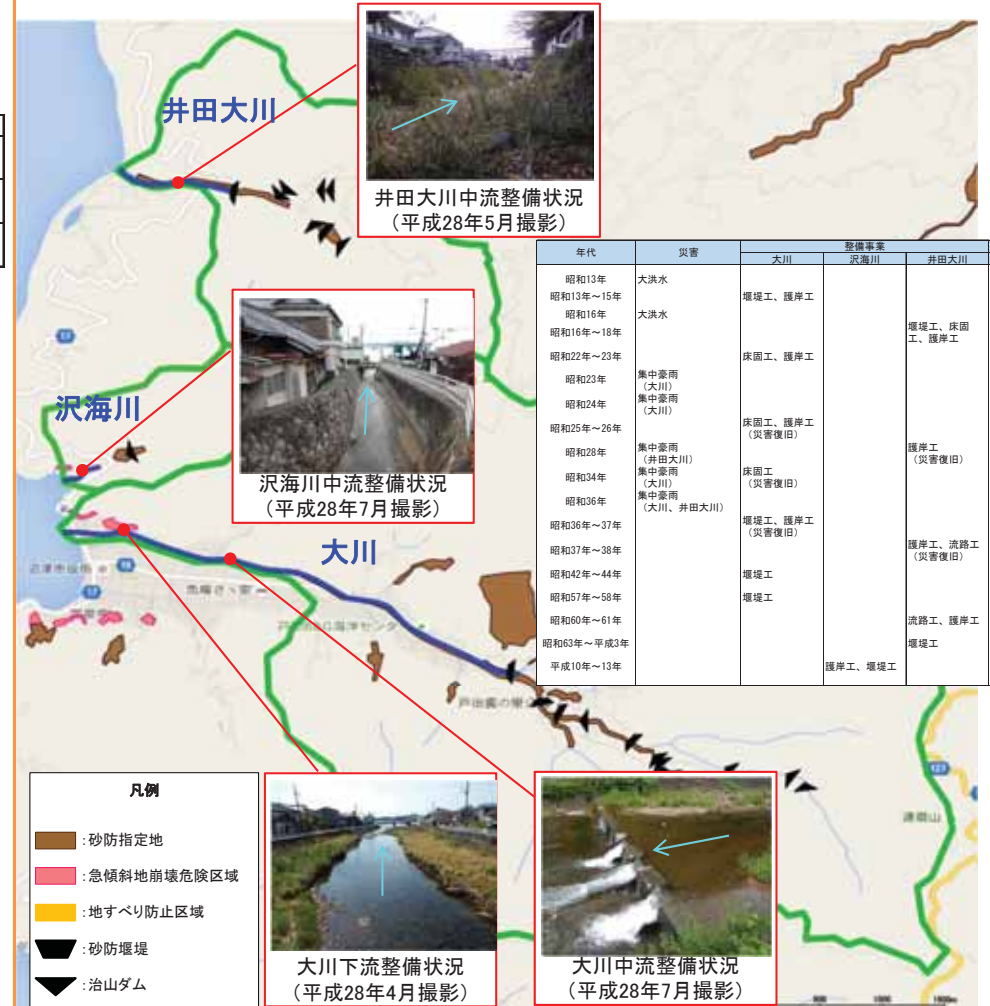 井田大川
井田大川中流整備状況
（平成28年5月撮影）
年代 災害 整備事業
大川 沢海川 井田大川
昭和13年 大洪水
昭和13年～15年 堰堤工、護岸工
昭和16年 大洪水
昭和16年～18年 堰堤工、床固
工、護岸工
昭和22年～23年 床固工、護岸工
昭和23年 集中豪雨
（大川）
昭和24年 集中豪雨
（大川）
昭和25年～26年 床固工、護岸工
（災害復旧）
昭和28年 集中豪雨
（井田大川） 護岸工
（災害復旧）
昭和34年 集中豪雨
（大川） 床固工
（災害復旧）
昭和36年 集中豪雨
（大川、井田大川）
昭和36年～37年 堰堤工、護岸工
（災害復旧）
昭和37年～38年 護岸工、流路工
（災害復旧）
昭和42年～44年 堰堤工
昭和57年～58年 堰堤工
昭和60年～61年 流路工、護岸工
昭和63年～平成3年 堰堤工
平成10年～13年 護岸工、堰堤工
沢海川
沢海川中流整備状況
（平成28年7月撮影）
大川
17
18
17
127
達磨山
凡例
:砂防指定地
:急傾斜地崩壊危険区域
:地すべり防止区域
:砂防堰堤
:治山ダム
大川下流整備状況
（平成28年4月撮影）
大川中流整備状況
（平成28年7月撮影）
500 1000 1500m